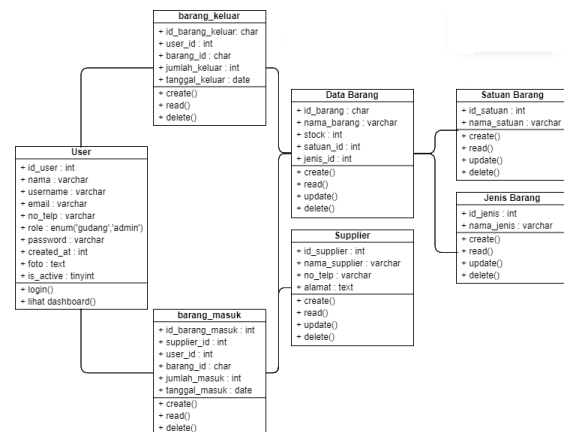 barang_keluar
+ id_barang_keluar: char
+ user_id : int
+ barang_id : char
+ jumlah_keluar : int
+ tanggal_keluar : date
+ create()
+ read()
+ delete()
User
+ id_user : int
+ nama : varchar
+ username : varchar
+ email : varchar
+ no_telp : varchar
+ role : enum('gudang','admin')
+ password : varchar
+ created_at : int
+ foto : text
+ is_active : tinyint
+ login()
+ lihat dashboard()
barang_masuk
+ id_barang_masuk : int
+ supplier_id : int
+ user_id : int
+ barang_id : char
+ jumlah_masuk : int
+ tanggal_masuk : date
+ create()
+ read()
+ delete()
Data Barang
+ id_barang : char
+ nama_barang : varchar
+ stock : int
+ satuan_id : int
+ jenis_id : int
+ create()
+ read()
+ update()
+ delete()
Supplier
+ id_supplier : int
+ nama_supplier : varchar
+ no_telp : varchar
+ alamat : text
+ create()
+ read()
+ update()
+ delete()
Satuan Barang
+ id_satuan : int
+ nama_satuan : varchar
+ create()
+ read()
+ update()
+ delete()
Jenis Barang
+ id_jenis : int
+ nama_jenis : varchar
+ create()
+ read()
+ update()
+ delete()